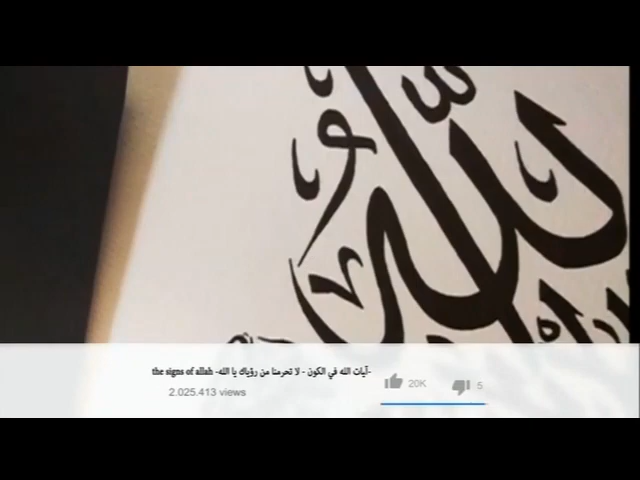 الله
the signs of allah -آيات الله في الكون - لا تحرمنا من رؤياك يا الله-
20K
5
2.025.413 views